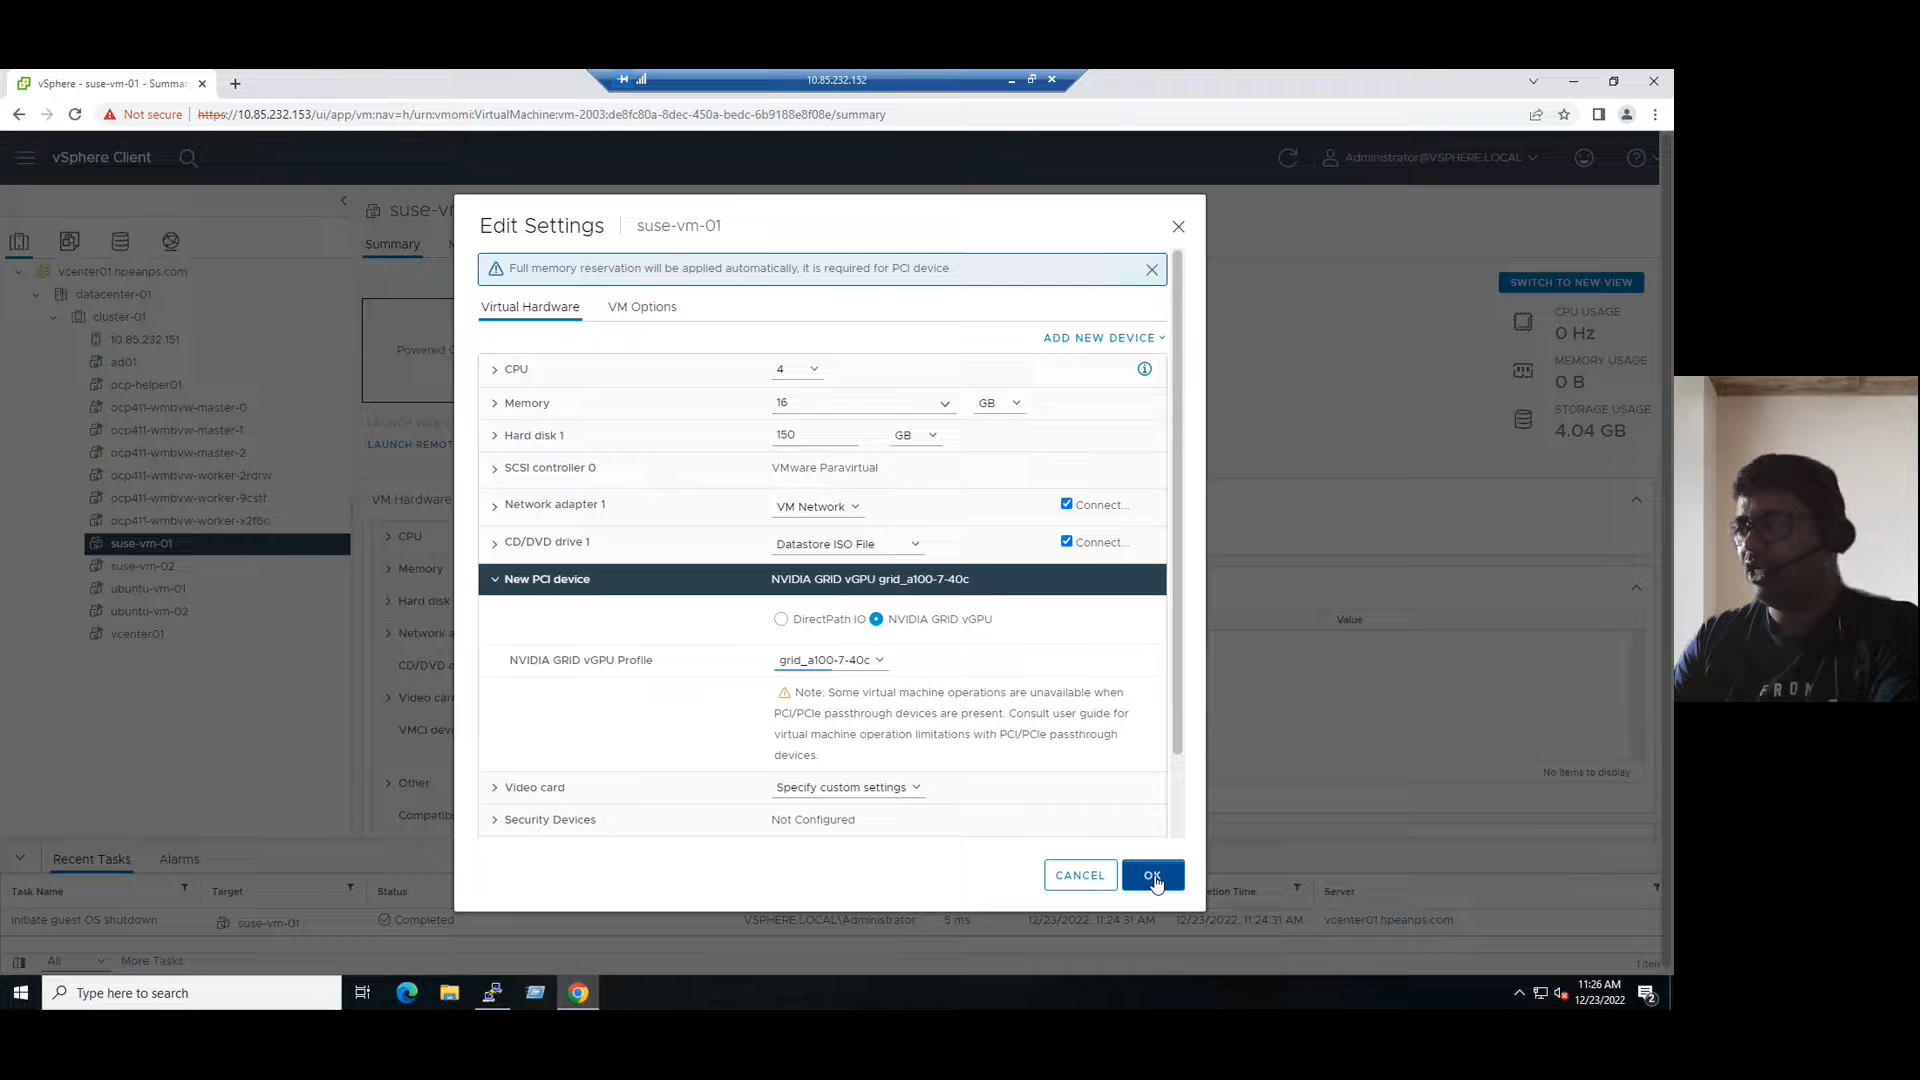 vSphere - suse-vm-01 - Summar
10.85.232.152
Not secure
https://10.85.232.153/ui/app/vm;nav=h/urn:vmomi:VirtualMachine:vm-2003:de8fc80a-8dec-450a-bedc-6b9188e8f08e/summary
vSphere Client
Administrator@VSPHERE.LOCAL
vcenter01.hpeanps.com
datacenter-01
cluster-01
10.85.232.151
ad01
ocp-helper01
ocp411-wmbvw-master-0
ocp411-wmbvw-master-1
ocp411-wmbvw-master-2
ocp411-wmbvw-worker-2rdrw
ocp411-wmbvw-worker-9cstf
ocp411-wmbvw-worker-x2f6c
suse-vm-01
suse-vm-02
ubuntu-vm-01
ubuntu-vm-02
vcenter01
suse-vr
Summary
Powered
LAUNCH REMOT
VM Hardware
CPU
Memory
Hard disk
Network a
CD/DVD
Video car
VMCI dev
Other
Compatib
SWITCH TO NEW VIEW
CPU USAGE
0 Hz
MEMORY USAGE
0 B
STORAGE USAGE
4.04 GB
Value
No items to display
Edit Settings
suse-vm-01
Full memory reservation will be applied automatically, it is required for PCI device
Virtual Hardware
VM Options
ADD NEW DEVICE
CPU
4
Memory
16
GB
Hard disk 1
150
GB
SCSI controller 0
VMware Paravirtual
Network adapter 1
VM Network
Connect...
CD/DVD drive 1
Datastore ISO File
Connect...
New PCI device
NVIDIA GRID vGPU grid_a100-7-40c
DirectPath IO
NVIDIA GRID vGPU
NVIDIA GRID vGPU Profile
grid_a100-7-40c
Note: Some virtual machine operations are unavailable when
PCI/PCIe passthrough devices are present. Consult user guide for
virtual machine operation limitations with PCI/PCIe passthrough
devices.
Video card
Specify custom settings
Security Devices
Not Configured
CANCEL
OK
Recent Tasks
Alarms
Task Name
Target
Status
etion Time
Server
Initiate guest OS shutdown
suse-vm-01
Completed
VSPHERE.LOCAL\Administrator
5 ms
12/23/2022, 11:24:31 AM
12/23/2022, 11:24:31 AM
vcenter01.hpeanps.com
All
More Tasks
1 item
Type here to search
11:26 AM
12/23/2022
2
FROM